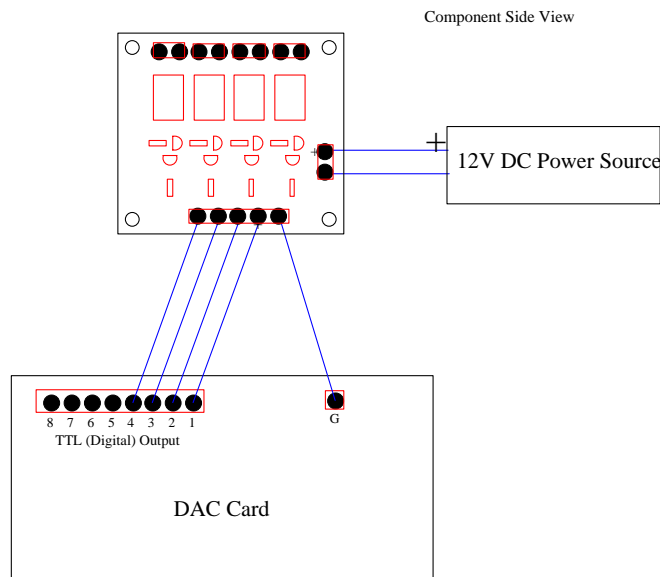 Component Side View
+
+
12V DC Power Source
8 7 6 5 4 3 2 1
G
TTL (Digital) Output
DAC Card